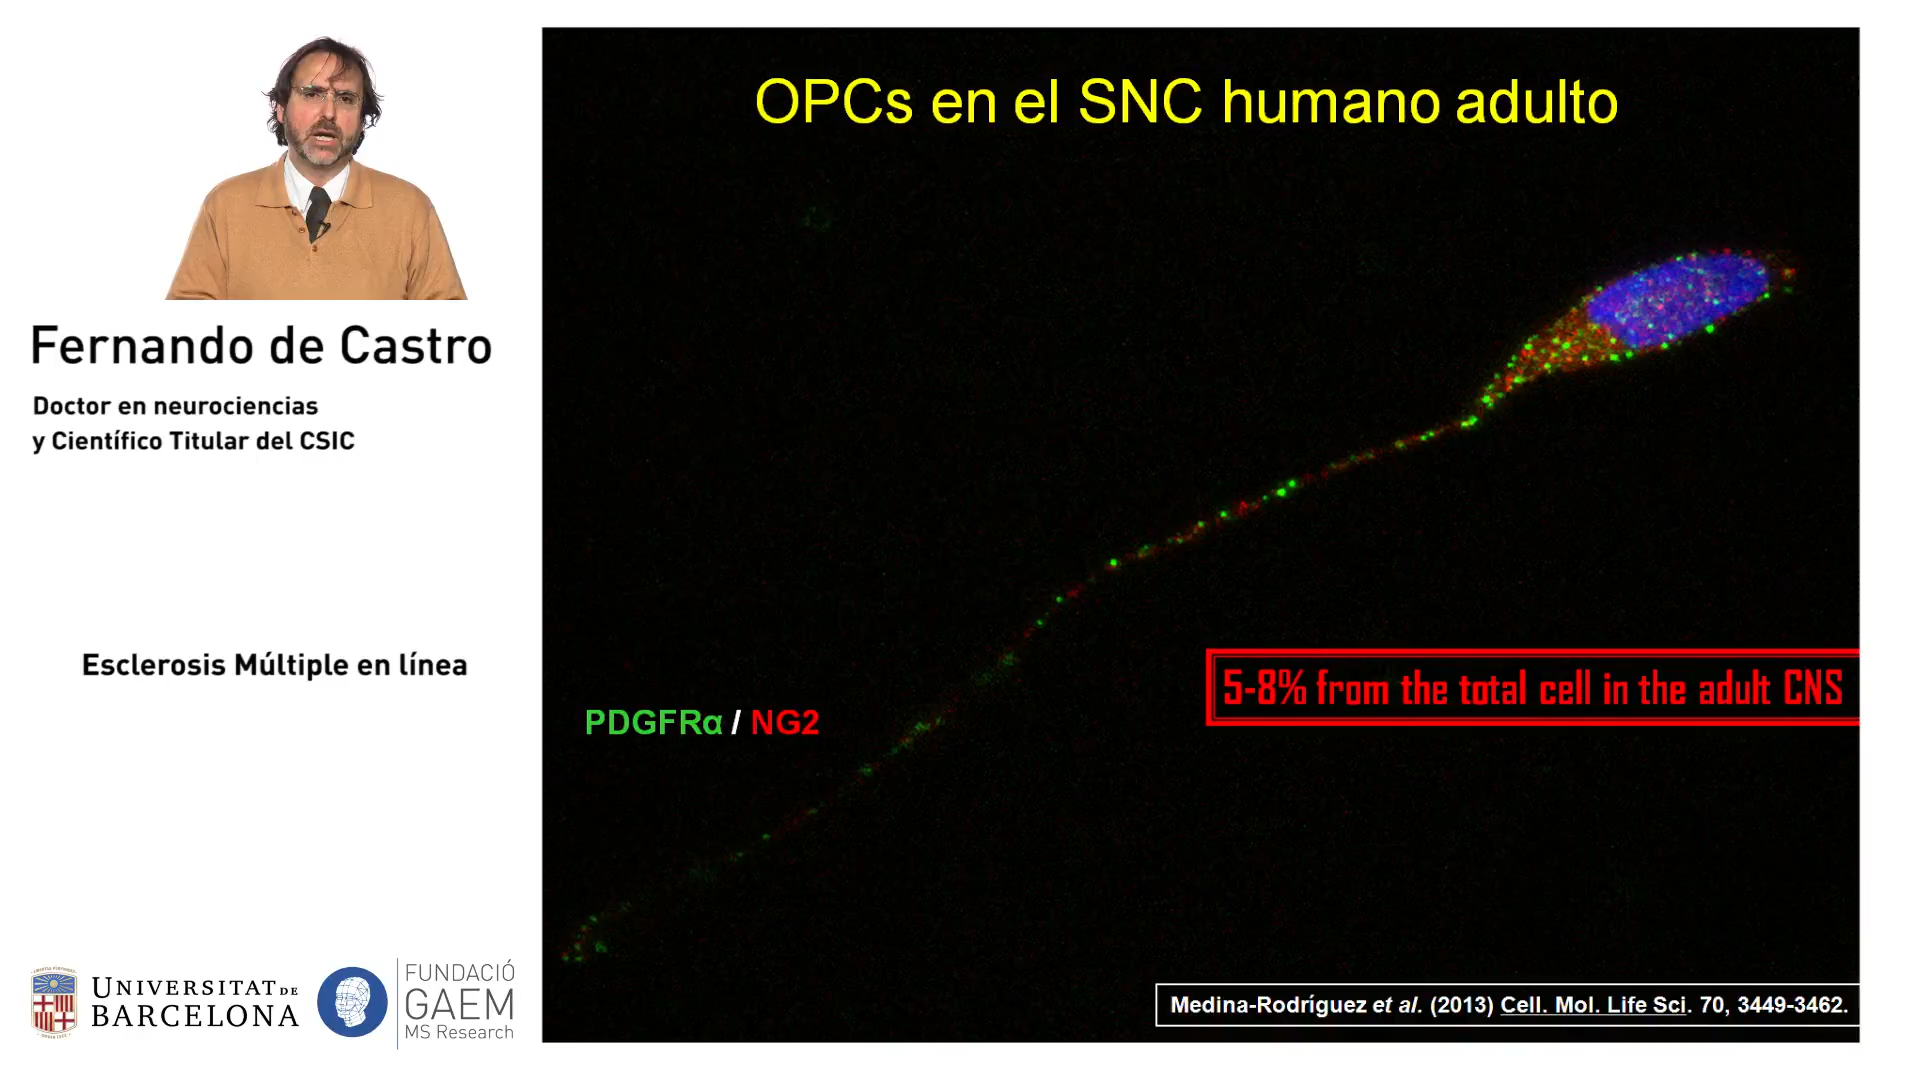 OPCs en el SNC humano adulto
Fernando de Castro
Doctor en neurociencias
y Científico Titular del CSIC
Esclerosis Múltiple en línea
5-8% from the total cell in the adult CNS
PDGFRα / NG2
UNIVERSITAT DE
BARCELONA
FUNDACIÓ
GAEM
MS Research
Medina-Rodríguez et al. (2013) Cell. Mol. Life Sci. 70, 3449-3462.